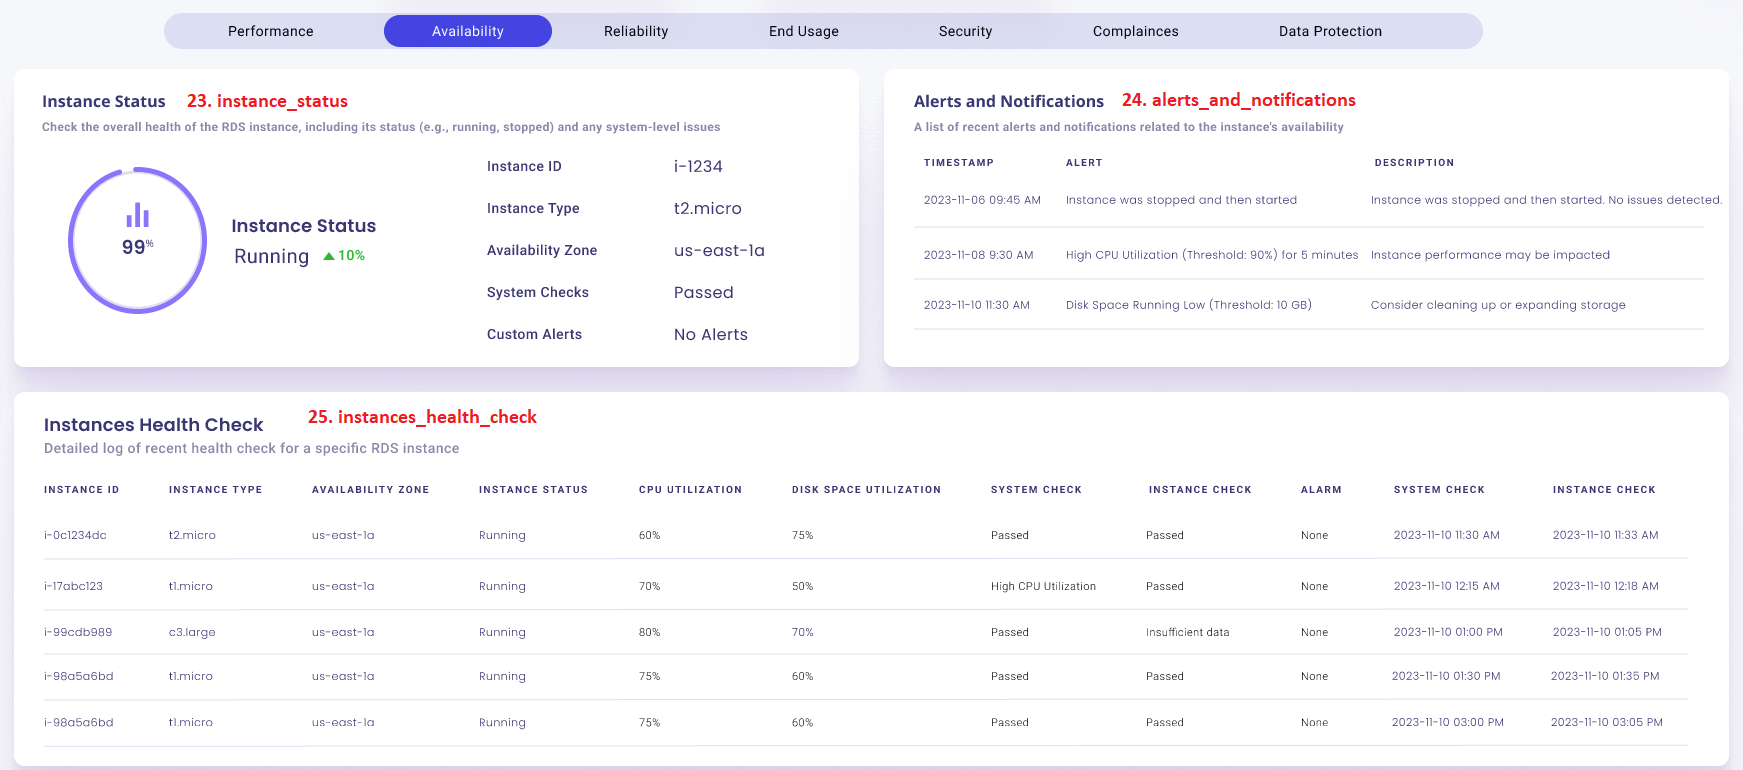 Performance Availability Reliability End Usage Security Complainces Data Protection
Instance Status 23. instance_status
Check the overall health of the RDS instance, including its status (e.g., running, stopped) and any system-level issues
99%
Instance Status
Running 10%
Instance ID i-1234
Instance Type t2.micro
Availability Zone us-east-1a
System Checks Passed
Custom Alerts No Alerts
Alerts and Notifications 24. alerts_and_notifications
A list of recent alerts and notifications related to the instance's availability
TIMESTAMP ALERT DESCRIPTION
2023-11-06 09:45 AM Instance was stopped and then started Instance was stopped and then started. No issues detected.
2023-11-08 9:30 AM High CPU Utilization (Threshold: 90%) for 5 minutes Instance performance may be impacted
2023-11-10 11:30 AM Disk Space Running Low (Threshold: 10 GB) Consider cleaning up or expanding storage
Instances Health Check 25. instances_health_check
Detailed log of recent health check for a specific RDS instance
INSTANCE ID INSTANCE TYPE AVAILABILITY ZONE INSTANCE STATUS CPU UTILIZATION DISK SPACE UTILIZATION SYSTEM CHECK INSTANCE CHECK ALARM SYSTEM CHECK INSTANCE CHECK
i-0c1234dc t2.micro us-east-1a Running 60% 75% Passed Passed None 2023-11-10 11:30 AM 2023-11-10 11:33 AM
i-17abc123 t1.micro us-east-1a Running 70% 50% High CPU Utilization Passed None 2023-11-10 12:15 AM 2023-11-10 12:18 AM
i-99cdb989 c3.large us-east-1a Running 80% 70% Passed Insufficient data None 2023-11-10 01:00 PM 2023-11-10 01:05 PM
i-98a5a6bd t1.micro us-east-1a Running 75% 60% Passed Passed None 2023-11-10 01:30 PM 2023-11-10 01:35 PM
i-98a5a6bd t1.micro us-east-1a Running 75% 60% Passed Passed None 2023-11-10 03:00 PM 2023-11-10 03:05 PM